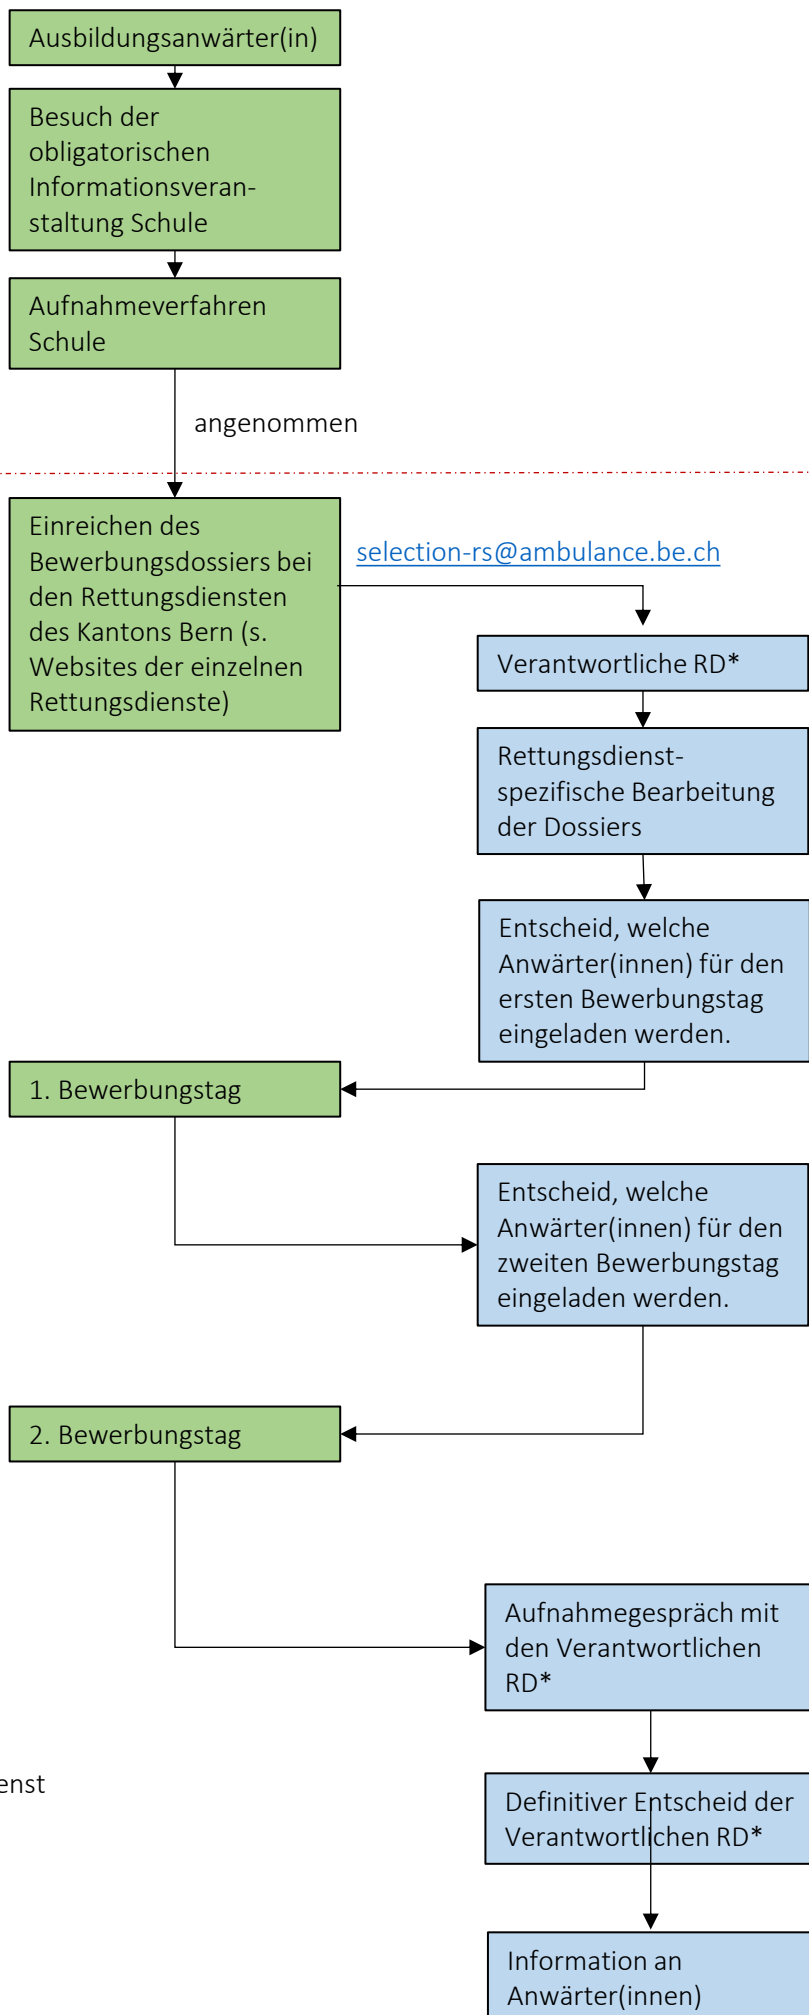 Ausbildungsanwärter(in)
Besuch der
obligatorischen
Informationsveran-
staltung Schule
Aufnahmeverfahren
Schule
angenommen
Einreichen des
Bewerbungsdossiers bei
den Rettungsdiensten
des Kantons Bern (s.
Websites der einzelnen
Rettungsdienste)
selection-rs@ambulance.be.ch
Verantwortliche RD*
Rettungsdienst-
spezifische Bearbeitung
der Dossiers
Entscheid, welche
Anwärter(innen) für den
ersten Bewerbungstag
eingeladen werden.
1. Bewerbungstag
Entscheid, welche
Anwärter(innen) für den
zweiten Bewerbungstag
eingeladen werden.
2. Bewerbungstag
Aufnahmegespräch mit
den Verantwortlichen
RD*
enst
Definitiver Entscheid der
Verantwortlichen RD*
Information an
Anwärter(innen)